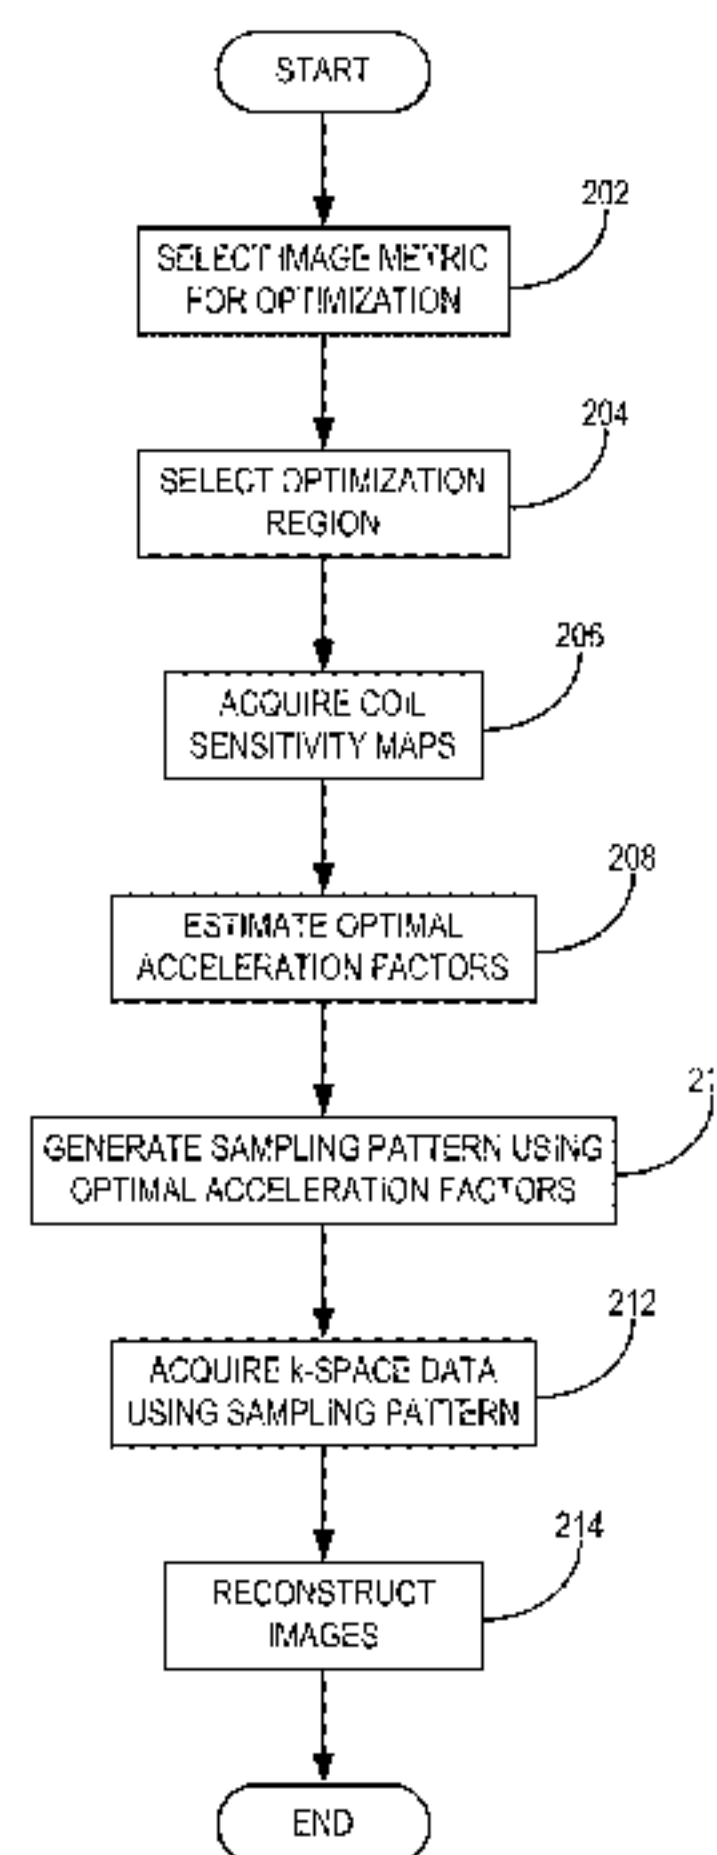 START
202
SELECT IMAGE METRIC
FOR OPTIMIZATION
204
SELECT OPTIMIZATION
REGION
206
ACQUIRE COIL
SENSITIVITY MAPS
208
ESTIMATE OPTIMAL
ACCELERATION FACTORS
GENERATE SAMPLING PATTERN USING
OPTIMAL ACCELERATION FACTORS
212
ACQUIRE k-SPACE DATA
USING SAMPLING PATTERN
214
RECONSTRUCT
IMAGES
END